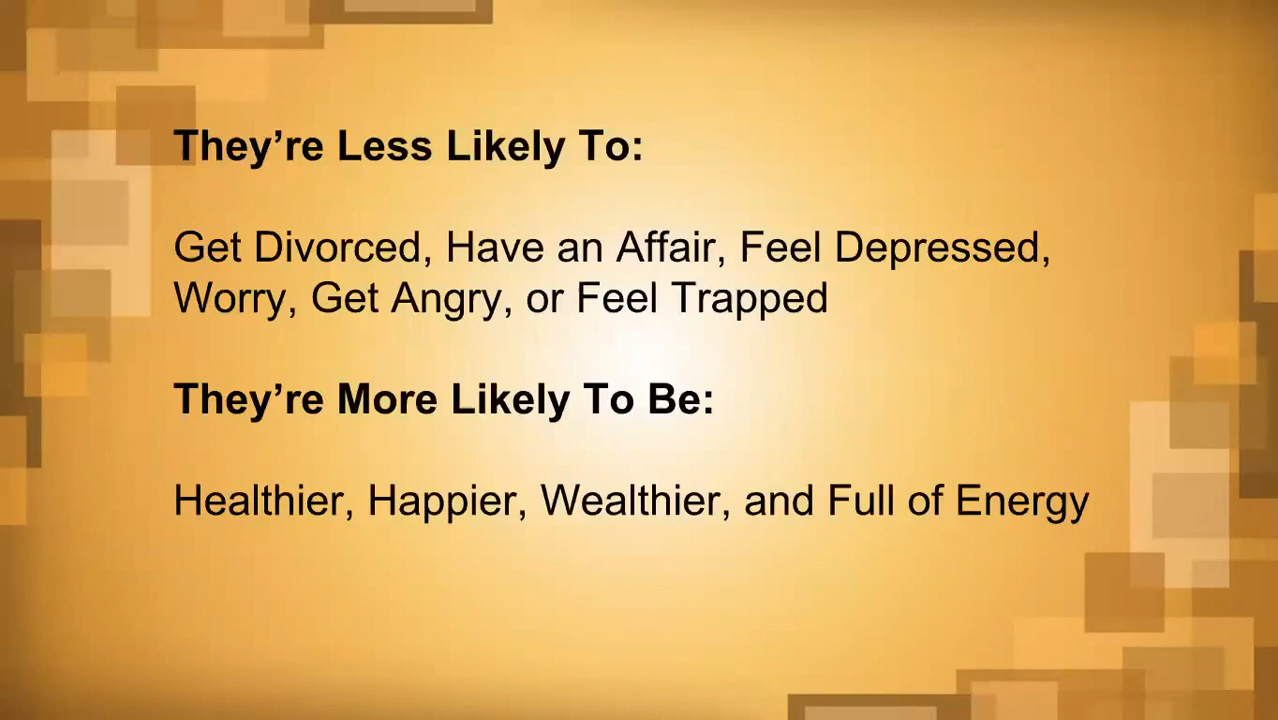 They’re Less Likely To:
Get Divorced, Have an Affair, Feel Depressed,
Worry, Get Angry, or Feel Trapped
They’re More Likely To Be:
Healthier, Happier, Wealthier, and Full of Energy